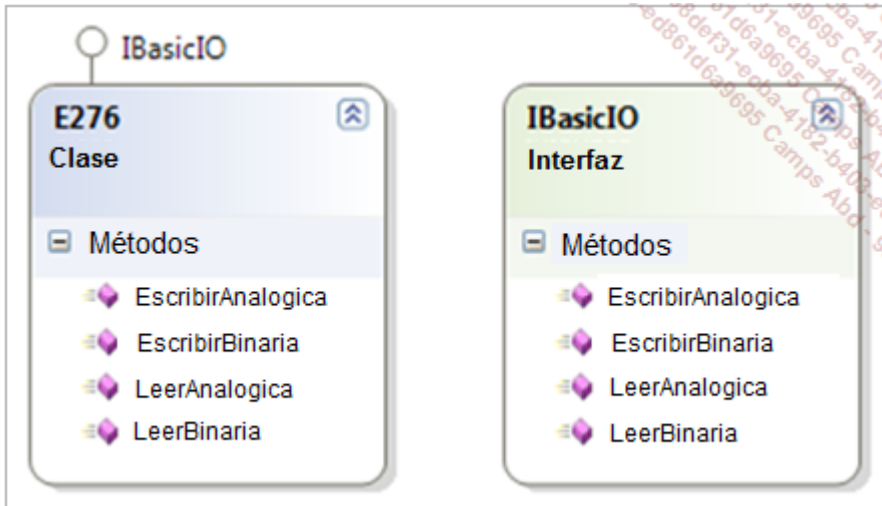 IBasicIO
E276
Clase
Métodos
EscribirAnalogica
EscribirBinaria
LeerAnalogica
LeerBinaria
IBasicIO
Interfaz
Métodos
EscribirAnalogica
EscribirBinaria
LeerAnalogica
LeerBinaria